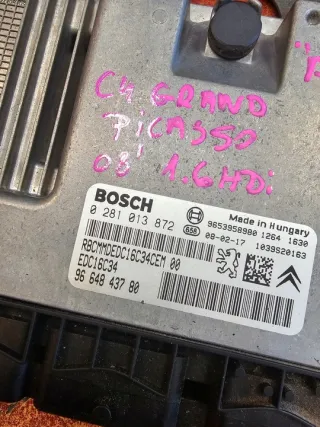 C4 GRAND
PICASSO
08' 1.6HDi
BOSCH
Made in Hungary
0 281 013 872
9653958980 1264 1630
656 08-02-17 1039S20163
RBCMMDEDC16C34CEM 00
EDC16C34
96 648 437 80